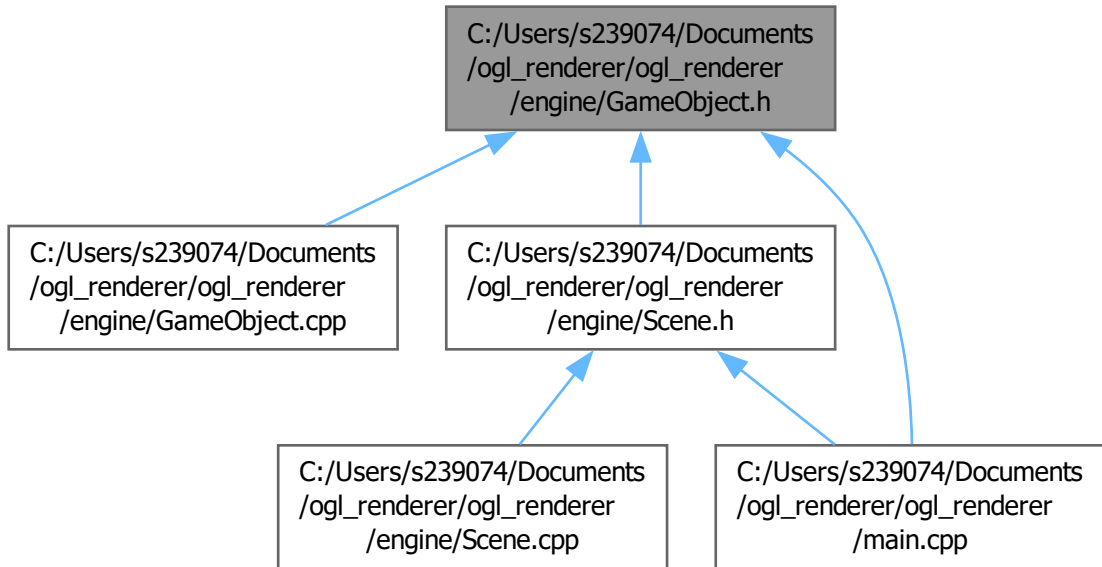 C:/Users/s239074/Documents
/ogl_renderer/ogl_renderer
/engine/GameObject.h
C:/Users/s239074/Documents
/ogl_renderer/ogl_renderer
/engine/GameObject.cpp
C:/Users/s239074/Documents
/ogl_renderer/ogl_renderer
/engine/Scene.h
C:/Users/s239074/Documents
/ogl_renderer/ogl_renderer
/engine/Scene.cpp
C:/Users/s239074/Documents
/ogl_renderer/ogl_renderer
/main.cpp